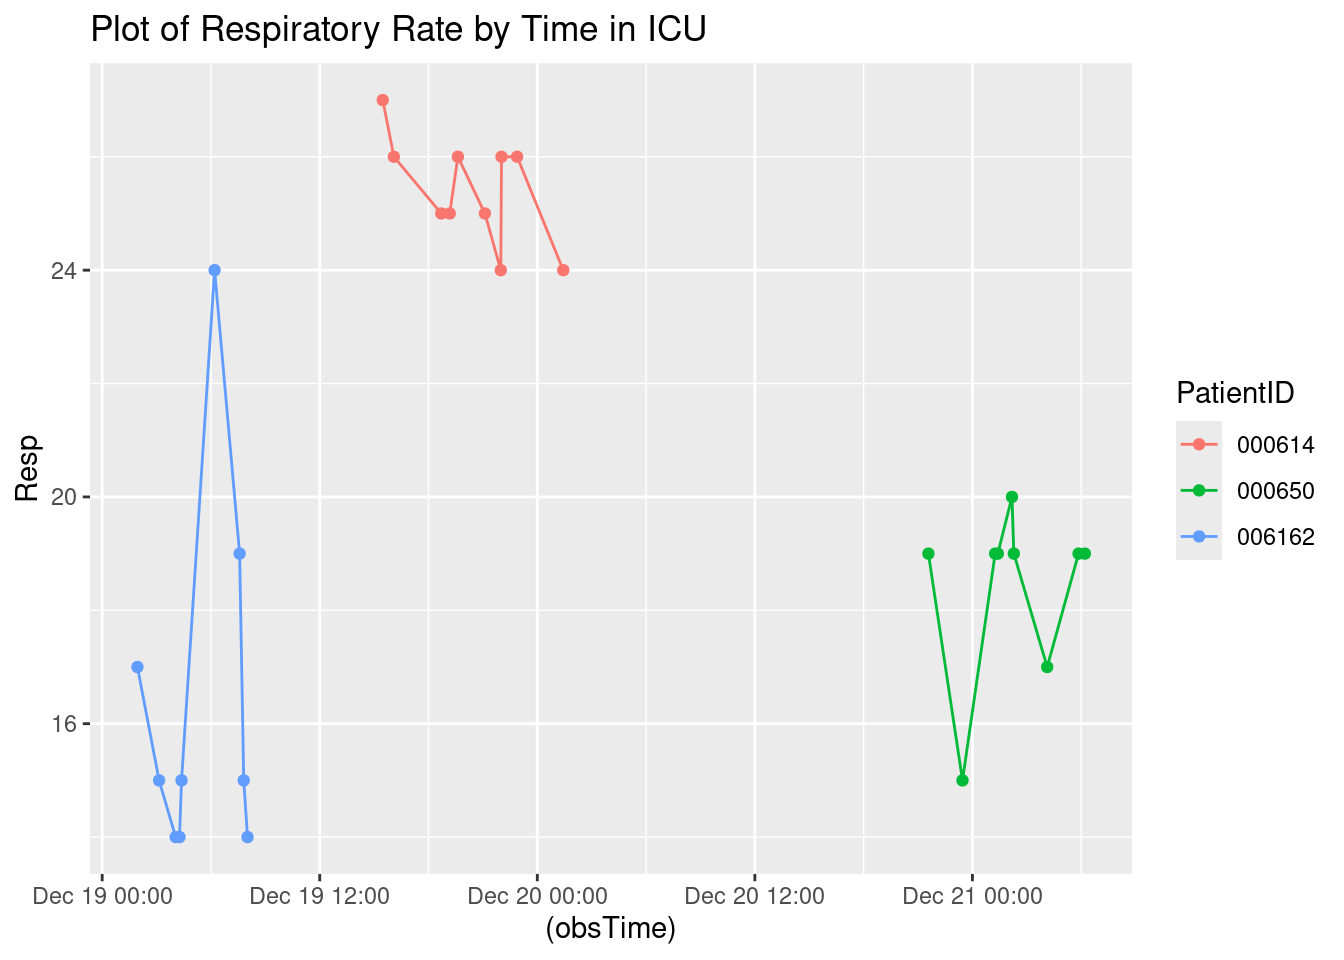 Plot of Respiratory Rate by Time in ICU
Resp
24
20
16
Dec 19 00:00
Dec 19 12:00
Dec 20 00:00
Dec 20 12:00
Dec 21 00:00
(obsTime)
PatientID
000614
000650
006162